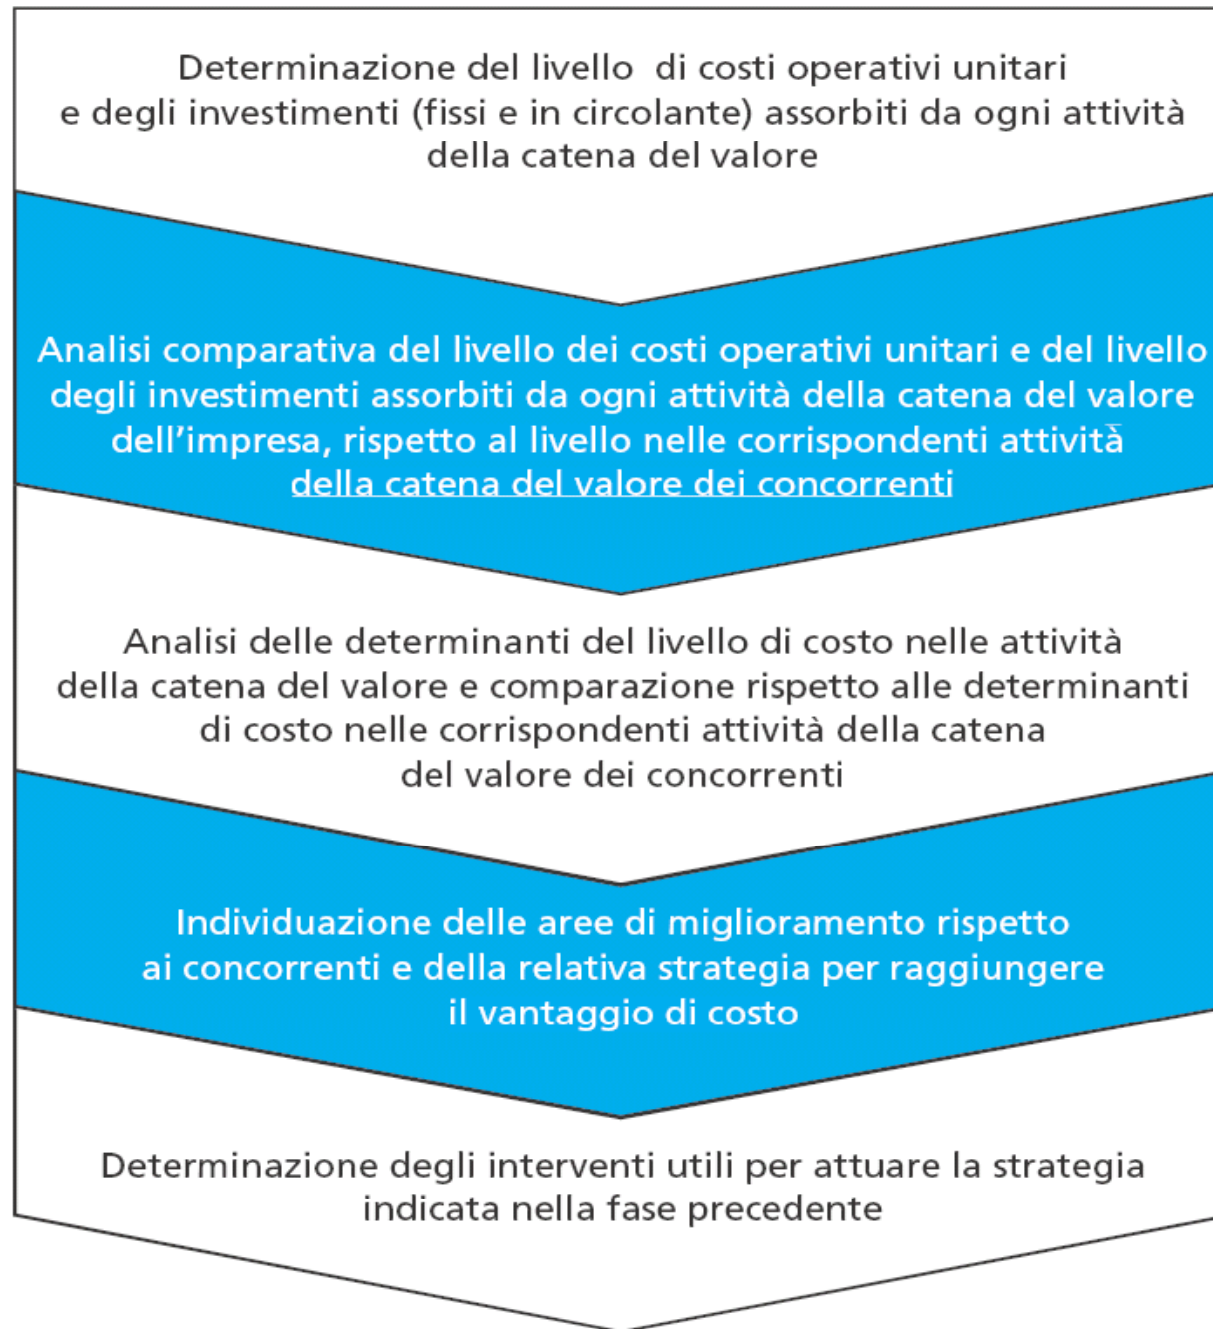 Determinazione del livello di costi operativi unitari
e degli investimenti (fissi e in circolante) assorbiti da ogni attività
della catena del valore
Analisi comparativa del livello dei costi operativi unitari e del livello
degli investimenti assorbiti da ogni attività della catena del valore
dell'impresa, rispetto al livello nelle corrispondenti attività
della catena del valore dei concorrenti
Analisi delle determinanti del livello di costo nelle attività
della catena del valore e comparazione rispetto alle determinanti
di costo nelle corrispondenti attività della catena
del valore dei concorrenti
Individuazione delle aree di miglioramento rispetto
ai concorrenti e della relativa strategia per raggiungere
il vantaggio di costo
Determinazione degli interventi utili per attuare la strategia
indicata nella fase precedente